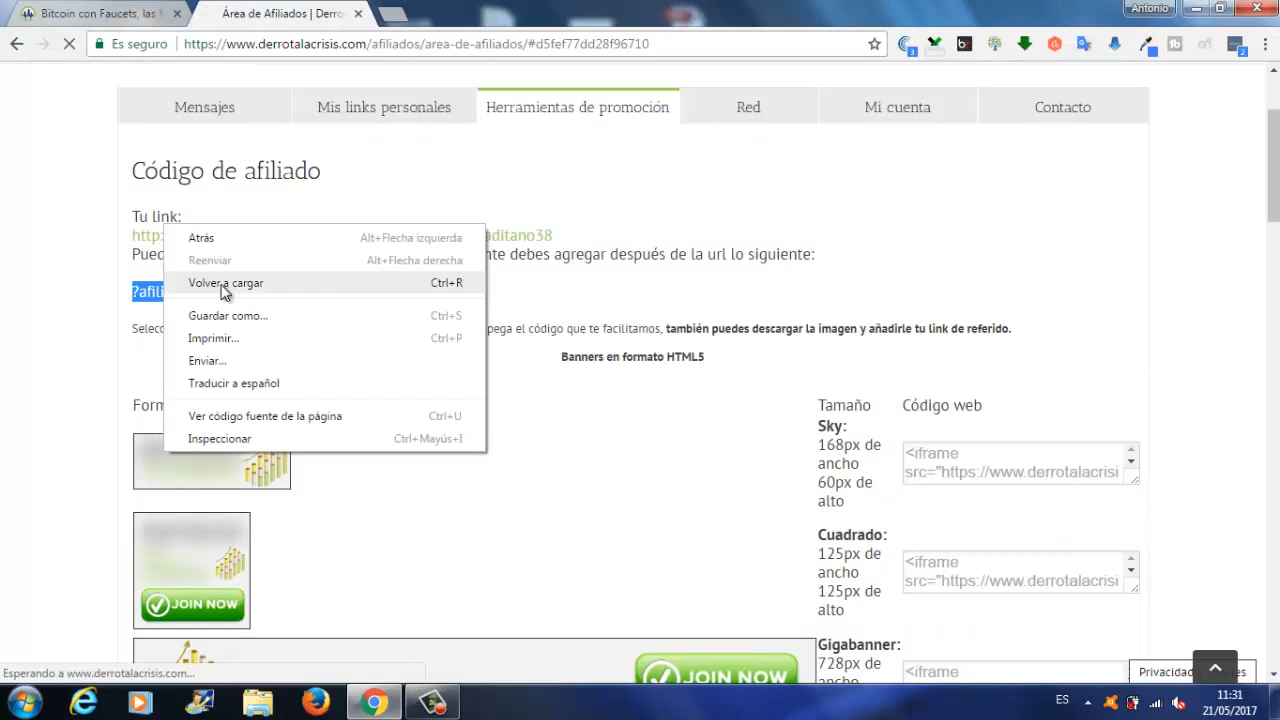 Antonio
Bitcoin con Faucets, las
Área de Afiliados | Derro
Es seguro
https://www.derrotalacrisis.com/afiliados/area-de-afiliados/#d5fef77dd28f96710
Mensajes
Mis links personales
Herramientas de promoción
Red
Mi cuenta
Contacto
Código de afiliado
Tu link:
http: aditano38
Pued nte debes agregar después de la url lo siguiente:
?afili
Atrás Alt+Flecha izquierda
Reenviar Alt+Flecha derecha
Volver a cargar Ctrl+R
Guardar como... Ctrl+S
Imprimir... Ctrl+P
Enviar...
Traducir a español
Ver código fuente de la página Ctrl+U
Inspeccionar Ctrl+Mayús+I
Selecc pega el código que te facilitamos, también puedes descargar la imagen y añadirle tu link de referido.
Banners en formato HTML5
Form Tamaño Código web
Sky:
168px de
ancho
60px de
alto
<iframe
src="https://www.derrotalacrisi
Cuadrado:
125px de
ancho
125px de
alto
<iframe
src="https://www.derrotalacrisi
JOIN NOW
Gigabanner:
728px de
ancho
<iframe
JOIN NOW
Esperando a www.derrotalacrisis.com...
Privacidad
ES
11:31
21/05/2017